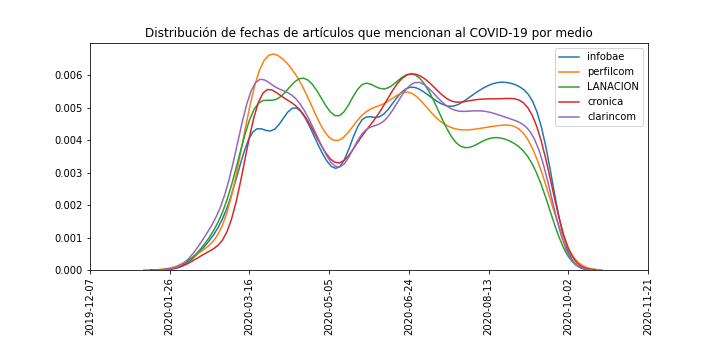 Distribución de fechas de artículos que mencionan al COVID-19 por medio
infobae
perfilcom
LANACION
cronica
clarincom
0.006
0.005
0.004
0.003
0.002
0.001
0.000
2019-12-07
2020-01-26
2020-03-16
2020-05-05
2020-06-24
2020-08-13
2020-10-02
2020-11-21